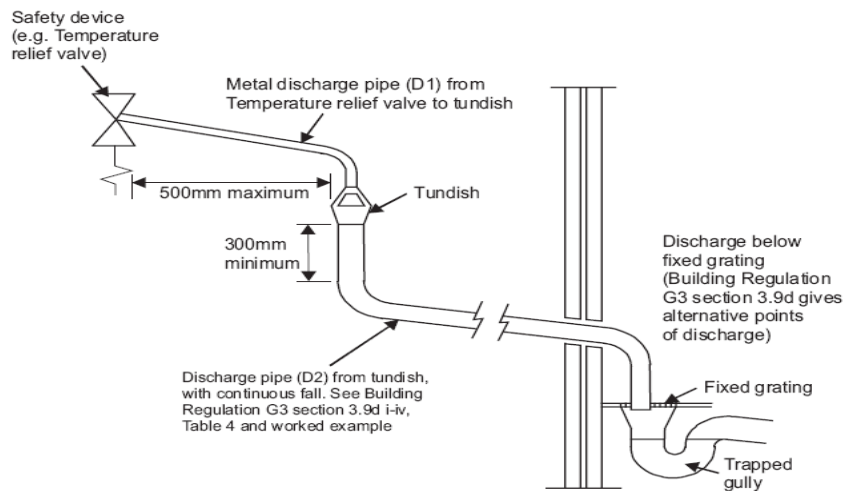 Safety device
(e.g. Temperature
relief valve)
Metal discharge pipe (D1) from
Temperature relief valve to tundish
500mm maximum
Tundish
300mm
minimum
Discharge below
fixed grating
(Building Regulation
G3 section 3.9d gives
alternative points
of discharge)
Discharge pipe (D2) from tundish,
with continuous fall. See Building
Regulation G3 section 3.9d i-iv,
Table 4 and worked example
Fixed grating
Trapped
gully